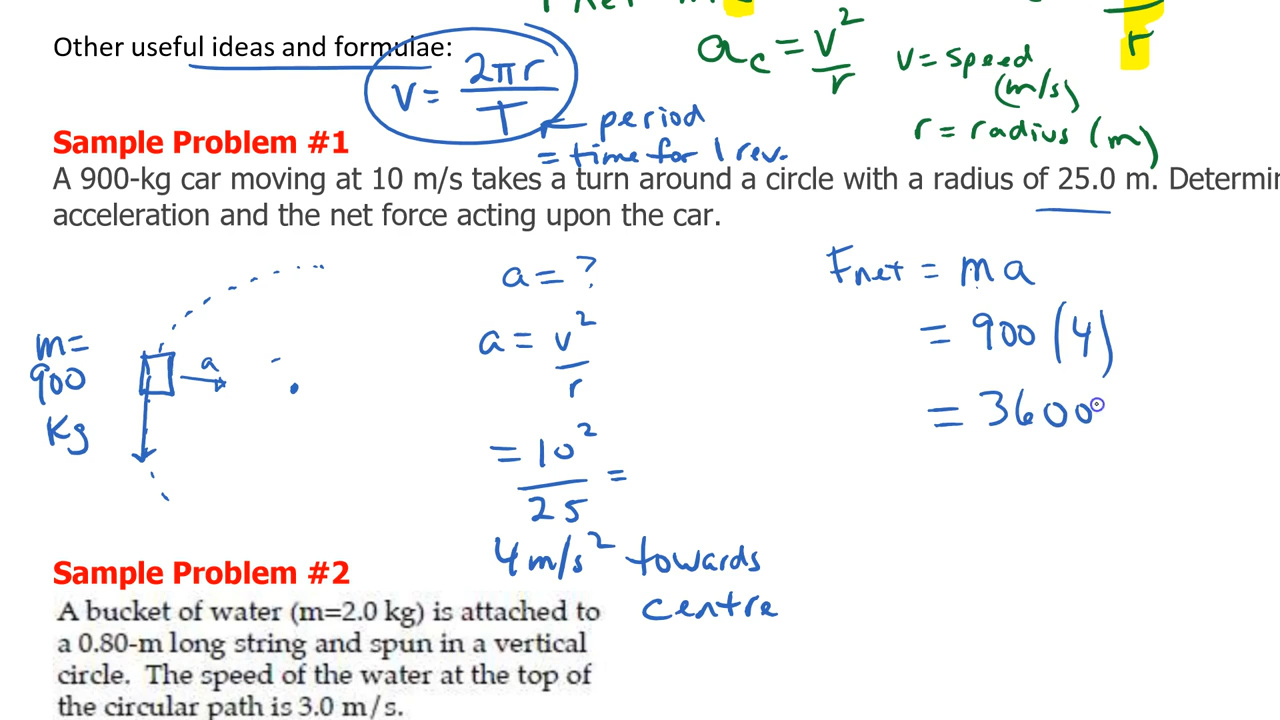 Other useful ideas and formulae:
v = 2πr / T
← period
= time for 1 rev.
a_c = v² / r
v = speed
(m/s)
r
r = radius (m)
Sample Problem #1
A 900-kg car moving at 10 m/s takes a turn around a circle with a radius of 25.0 m.
acceleration and the net force acting upon the car.
m =
900
kg
a
a = ?
a = v² / r
= 10² / 25 =
4 m/s² towards
centre
Fnet = ma
= 900 (4)
= 3600
Sample Problem #2
A bucket of water (m=2.0 kg) is attached to
a 0.80-m long string and spun in a vertical
circle. The speed of the water at the top of
the circular path is 3.0 m/s.